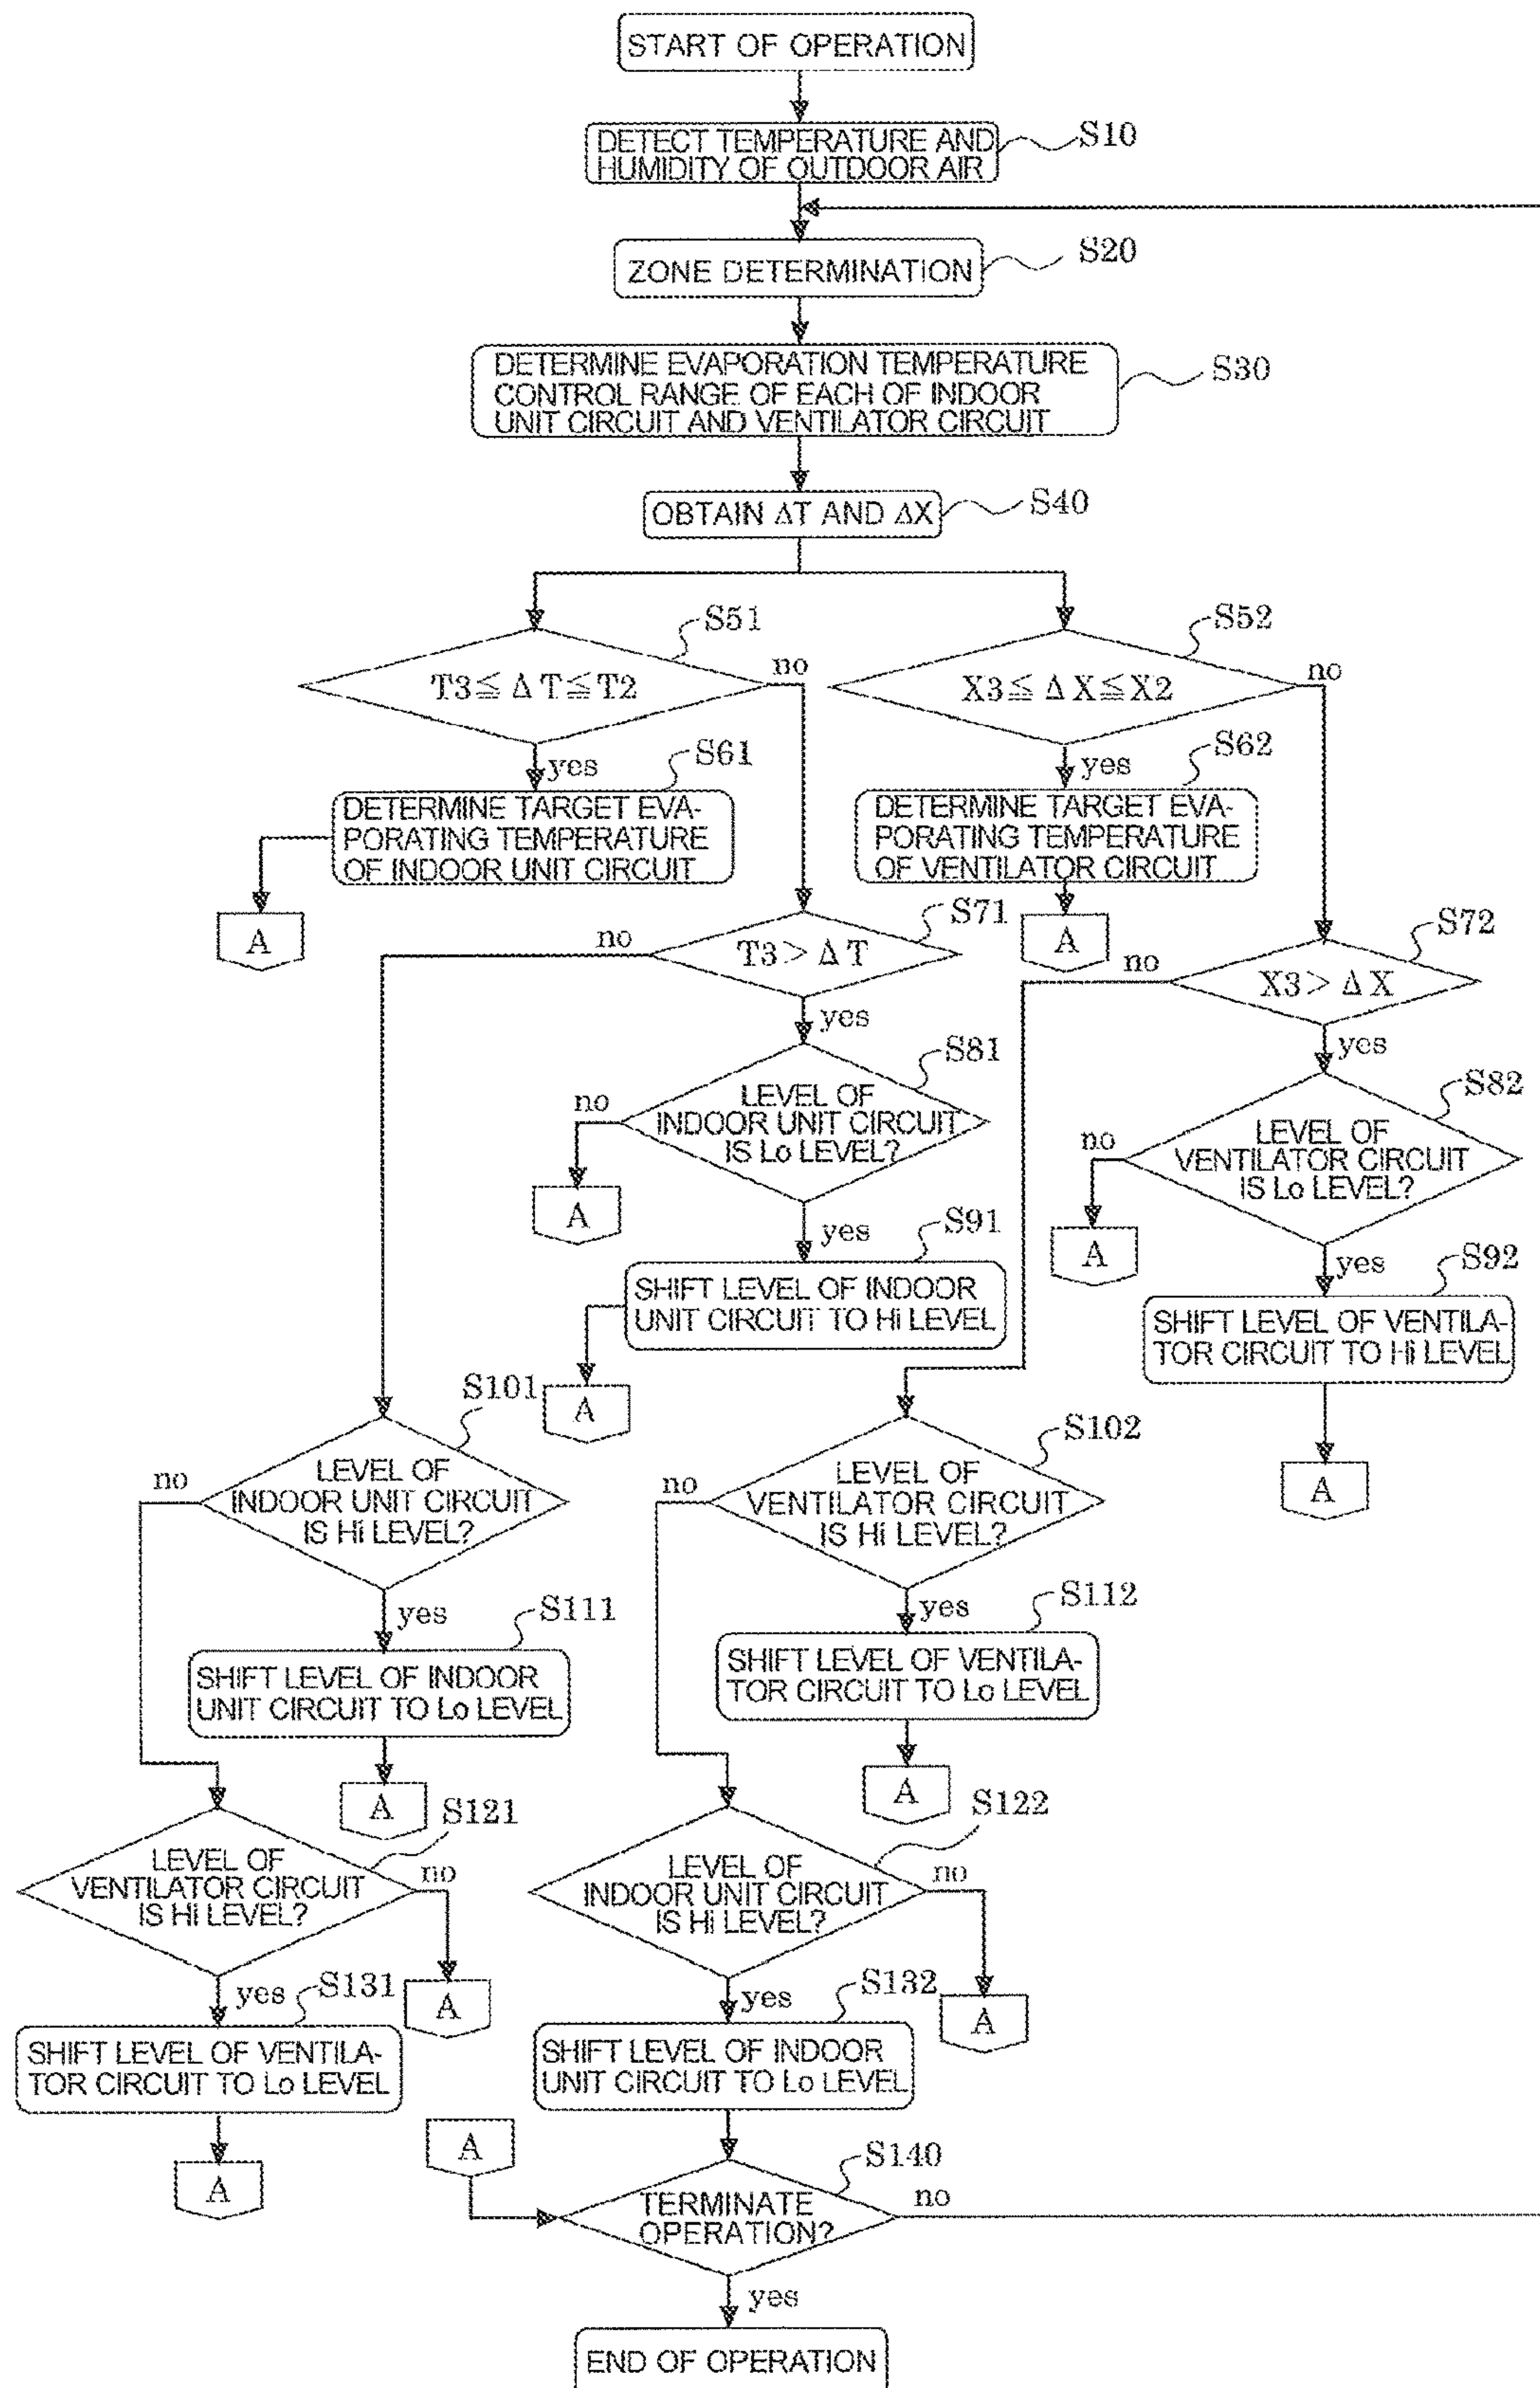 START OF OPERATION
DETECT TEMPERATURE AND
HUMIDITY OF OUTDOOR AIR
S10
ZONE DETERMINATION
S20
DETERMINE EVAPORATION TEMPERATURE
CONTROL RANGE OF EACH OF INDOOR
UNIT CIRCUIT AND VENTILATOR CIRCUIT
S30
OBTAIN ΔT AND ΔX
S40
S51
T3≦ΔT≦T2
no
S52
X3≦ΔX≦X2
no
yes
S61
DETERMINE TARGET EVA-
PORATING TEMPERATURE
OF INDOOR UNIT CIRCUIT
A
yes
S62
DETERMINE TARGET EVA-
PORATING TEMPERATURE
OF VENTILATOR CIRCUIT
A
S71
no
T3>ΔT
yes
S72
no
X3>ΔX
yes
S81
LEVEL OF
INDOOR UNIT CIRCUIT
IS Lo LEVEL?
no
A
yes
S82
LEVEL OF
VENTILATOR CIRCUIT
IS Lo LEVEL?
no
A
yes
S91
SHIFT LEVEL OF INDOOR
UNIT CIRCUIT TO Hi LEVEL
A
S92
SHIFT LEVEL OF VENTILA-
TOR CIRCUIT TO Hi LEVEL
A
S101
no
LEVEL OF
INDOOR UNIT CIRCUIT
IS Hi LEVEL?
yes
S102
no
LEVEL OF
VENTILATOR CIRCUIT
IS Hi LEVEL?
yes
S111
SHIFT LEVEL OF INDOOR
UNIT CIRCUIT TO Lo LEVEL
A
S112
SHIFT LEVEL OF VENTILA-
TOR CIRCUIT TO Lo LEVEL
A
S121
LEVEL OF
VENTILATOR CIRCUIT
IS Hi LEVEL?
no
A
yes
S122
LEVEL OF
INDOOR UNIT CIRCUIT
IS Hi LEVEL?
no
A
yes
S131
SHIFT LEVEL OF VENTILA-
TOR CIRCUIT TO Lo LEVEL
A
S132
SHIFT LEVEL OF INDOOR
UNIT CIRCUIT TO Lo LEVEL
A
S140
TERMINATE
OPERATION?
no
yes
END OF OPERATION